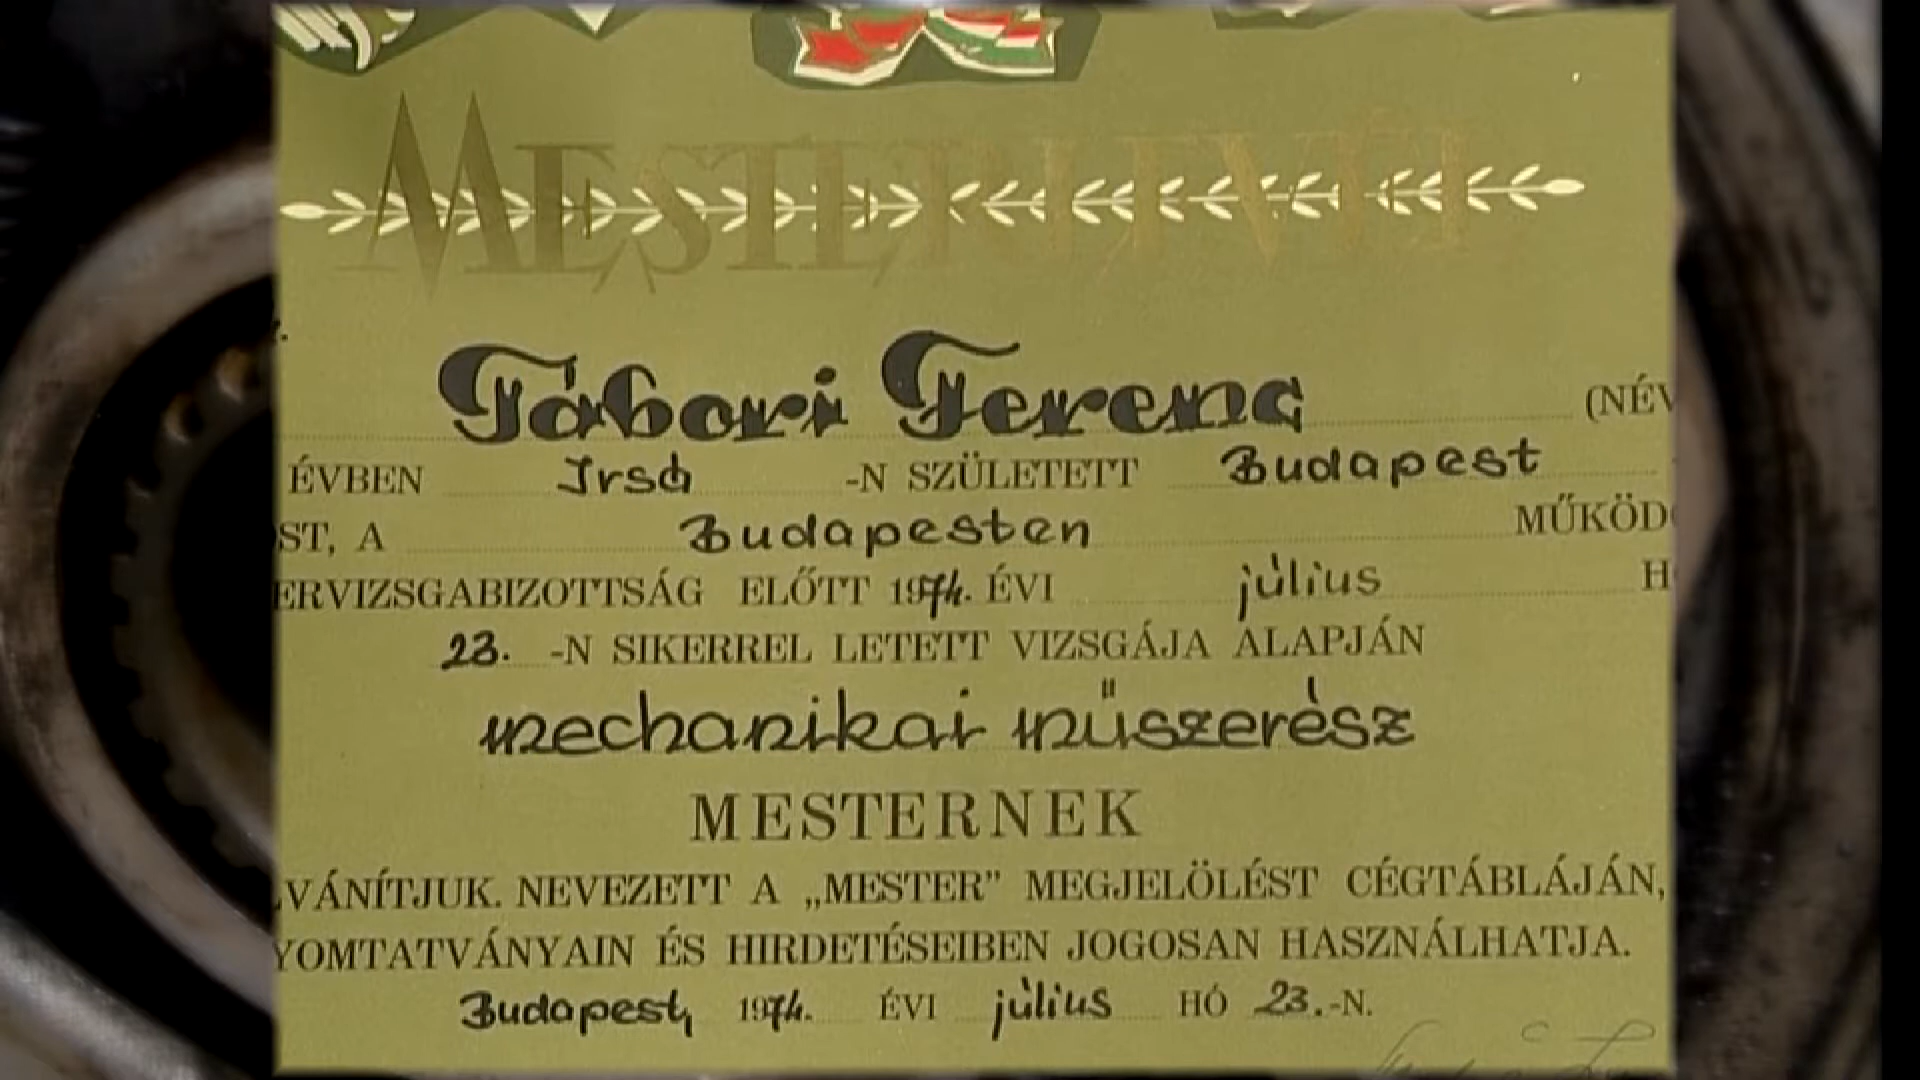 MESTERLEVÉL
Tábori Ferenc (NÉV
ÉVBEN Irsá -N SZÜLETETT Budapest
ST, A Budapesten MŰKÖD
ERVIZSGABIZOTTSÁG ELŐTT 1974. ÉVI július H
23. -N SIKERREL LETETT VIZSGÁJA ALAPJÁN
mechanikai műszerész
MESTERNEK
VÁNÍTJUK. NEVEZETT A „MESTER” MEGJELÖLÉST CÉGTÁBLÁJÁN,
YOMTATVÁNYAIN ÉS HIRDETÉSEIBEN JOGOSAN HASZNÁLHATJA.
Budapest, 1974. ÉVI július HÓ 23.-N.